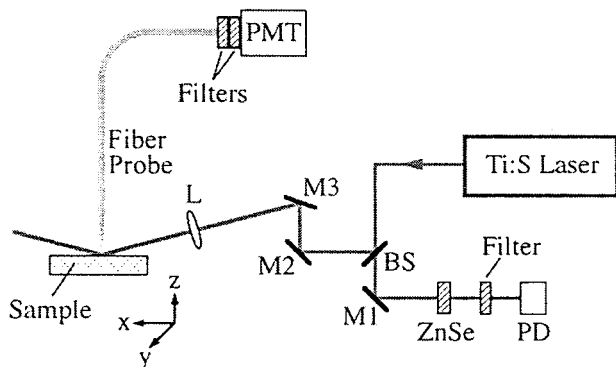 PMT
Filters
Fiber
Probe
Ti:S Laser
L
M3
M2
BS
Filter
M1
ZnSe
PD
Sample
z
x
y